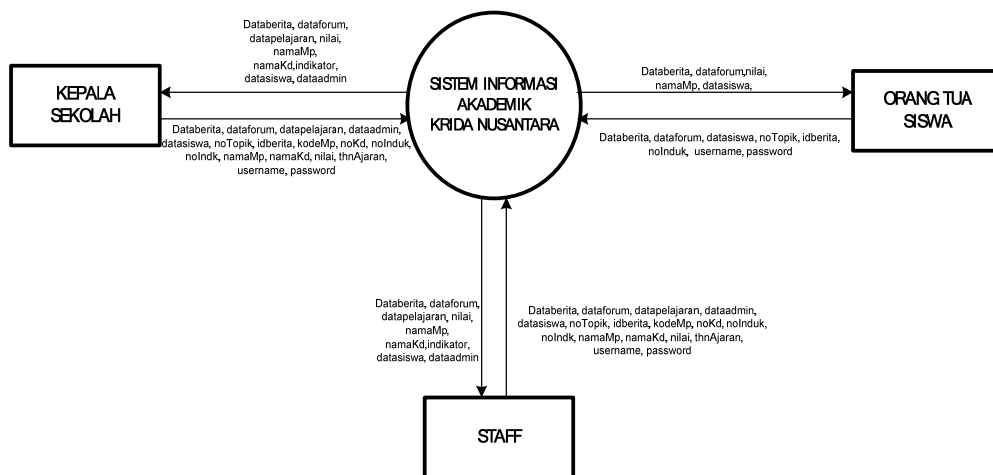 Databerita, dataforum,
datapelajaran, nilai,
namaMp,
namaKd,indikator,
datasiswa, dataadmin
KEPALA
SEKOLAH
Databerita, dataforum, datapelajaran, dataadmin,
datasiswa, noTopik, idberita, kodeMp, noKd, noInduk,
noIndk, namaMp, namaKd, nilai, thnAjaran,
username, password
SISTEM INFORMASI
AKADEMIK
KRIDA NUSANTARA
Databerita, dataforum,nilai,
namaMp, datasiswa,
ORANG TUA
SISWA
Databerita, dataforum, datasiswa, noTopik, idberita,
noInduk, username, password
Databerita, dataforum,
datapelajaran, nilai,
namaMp,
namaKd,indikator,
datasiswa, dataadmin
Databerita, dataforum, datapelajaran, dataadmin,
datasiswa, noTopik, idberita, kodeMp, noKd, noInduk,
noIndk, namaMp, namaKd, nilai, thnAjaran,
username, password
STAFF